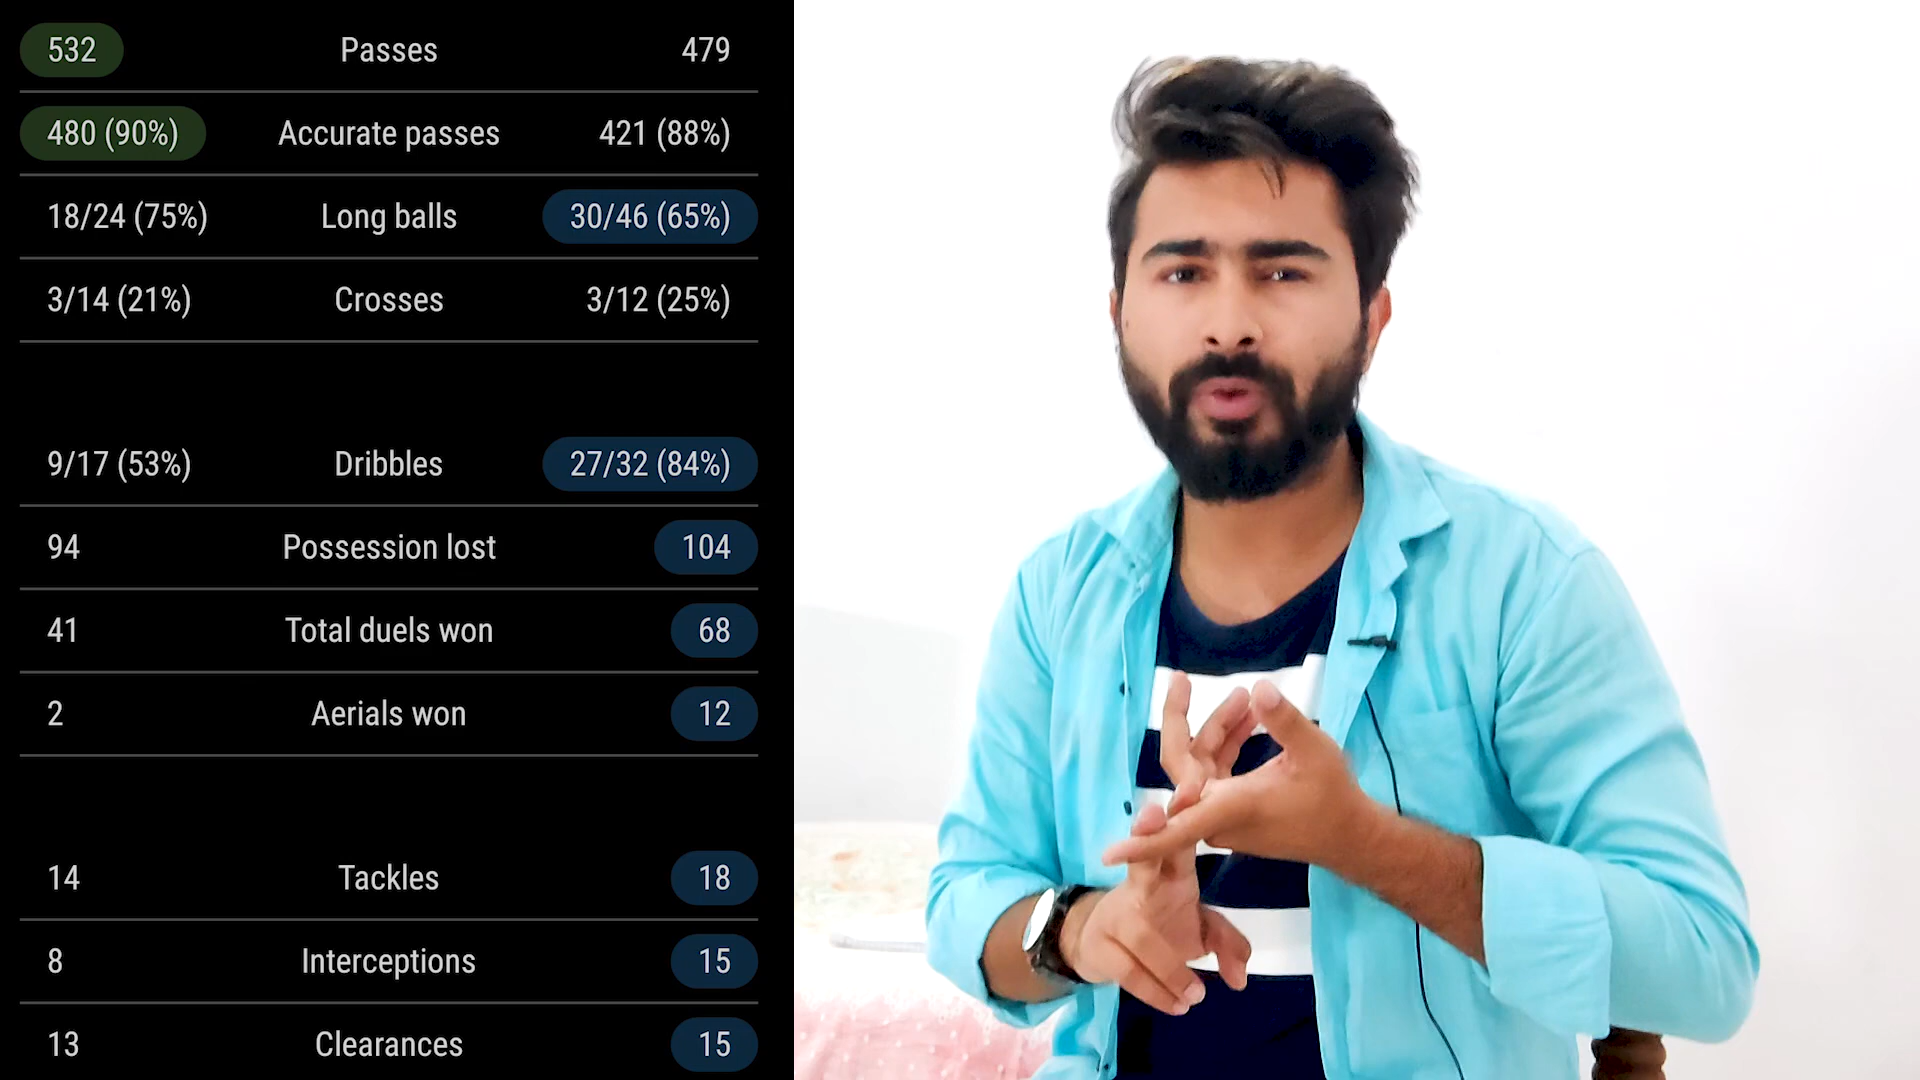 532 Passes 479
480 (90%) Accurate passes 421 (88%)
18/24 (75%) Long balls 30/46 (65%)
3/14 (21%) Crosses 3/12 (25%)
9/17 (53%) Dribbles 27/32 (84%)
94 Possession lost 104
41 Total duels won 68
2 Aerials won 12
14 Tackles 18
8 Interceptions 15
13 Clearances 15